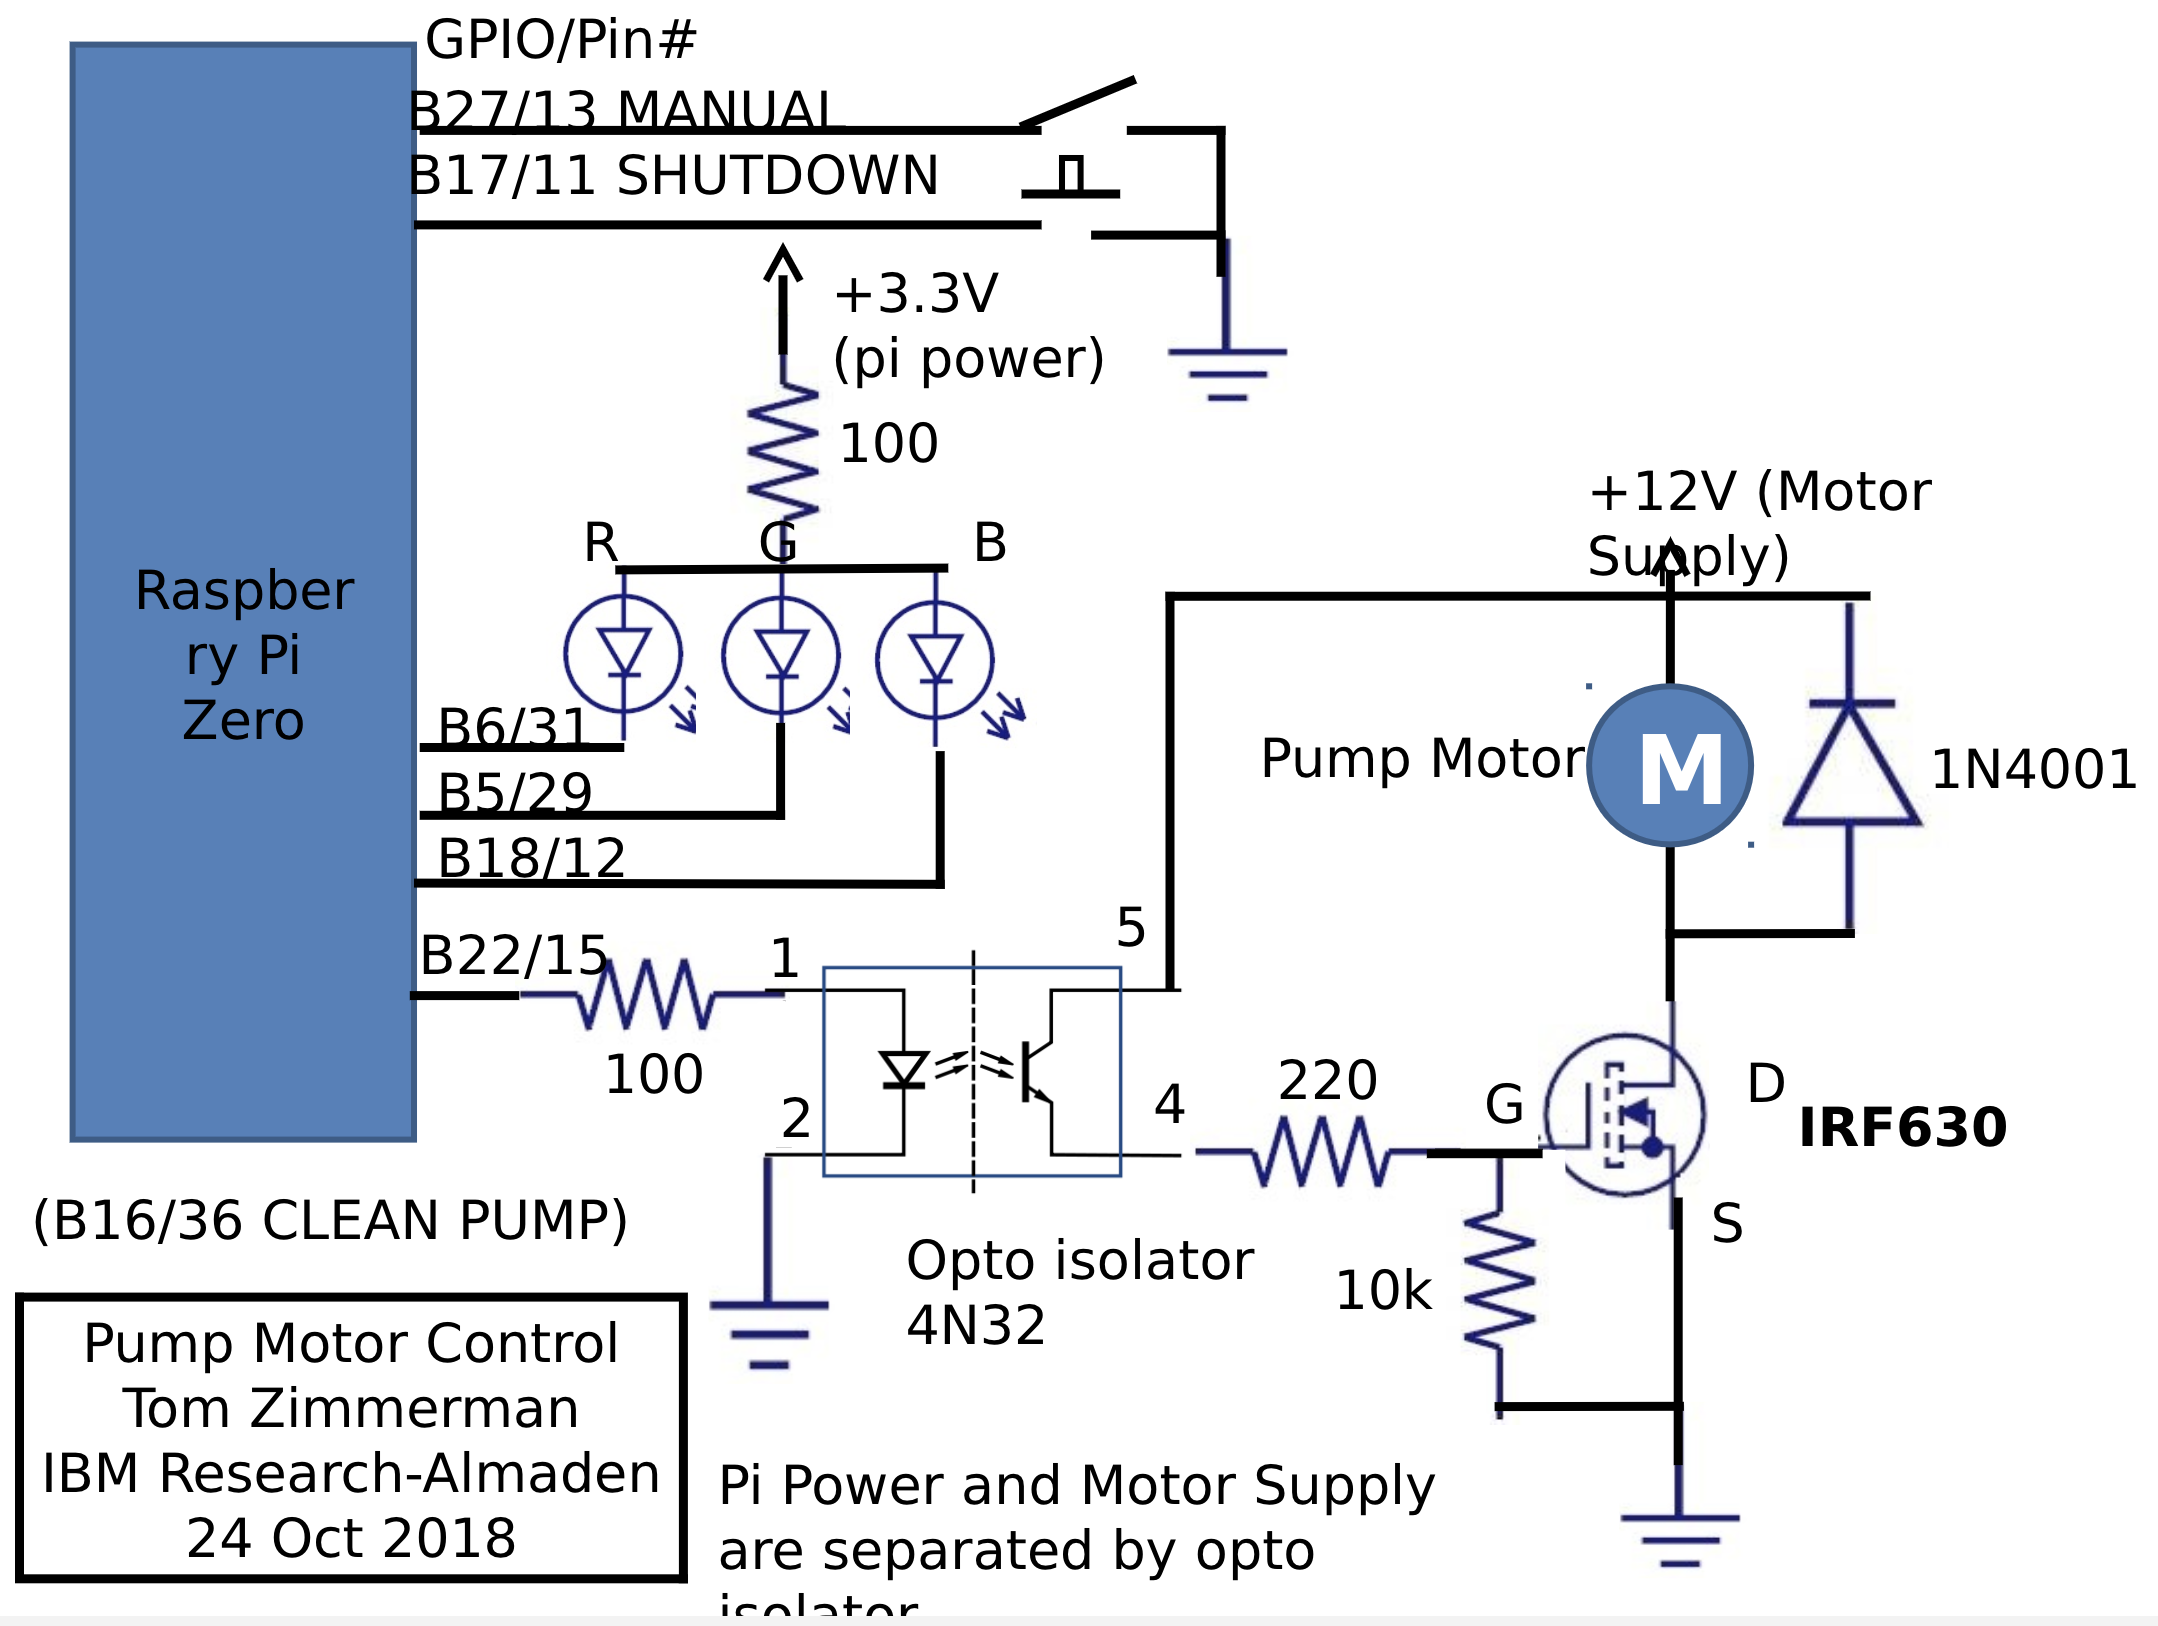 GPIO/Pin#
B27/13 MANUAL
B17/11 SHUTDOWN
+3.3V
(pi power)
100
+12V (Motor
Supply)
R G B
Raspber
ry Pi
Zero
B6/31
B5/29
B18/12
Pump Motor
M
1N4001
B22/15
1
5
100
2
4
220
G
D
IRF630
S
(B16/36 CLEAN PUMP)
Opto isolator
4N32
10k
Pump Motor Control
Tom Zimmerman
IBM Research-Almaden
24 Oct 2018
Pi Power and Motor Supply
are separated by opto
isolator